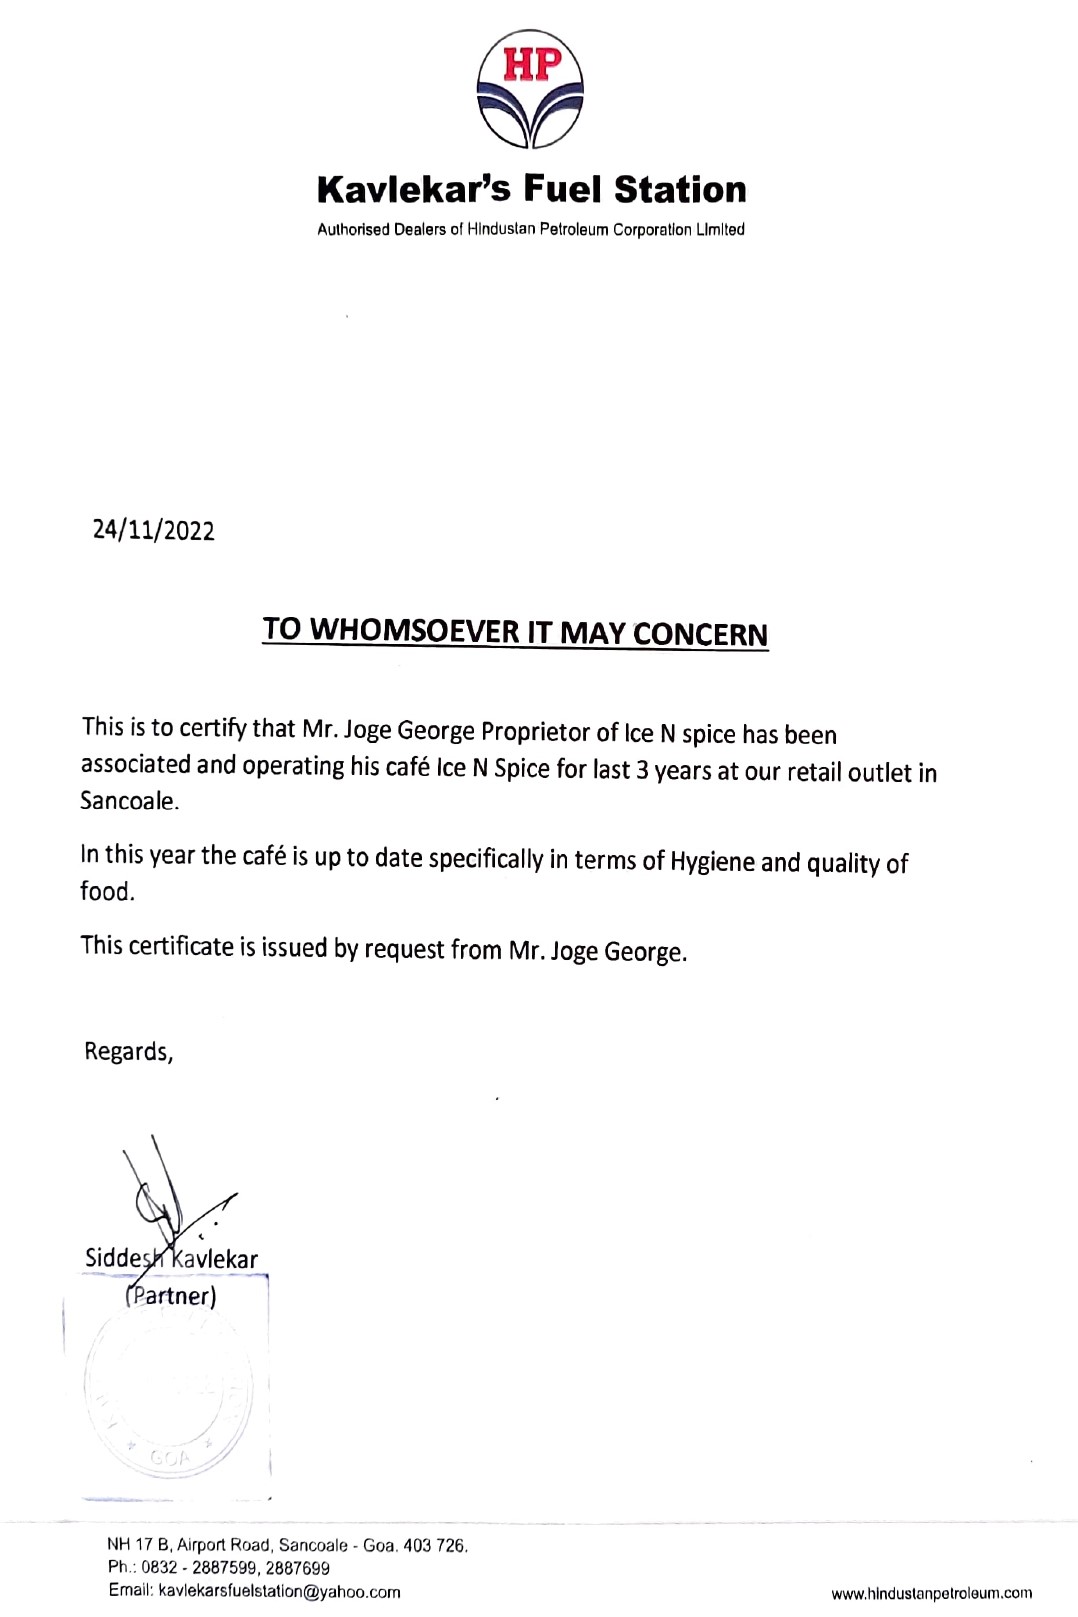 HP
Kavlekar's Fuel Station
Authorised Dealers of Hindustan Petroleum Corporation Limited
24/11/2022
TO WHOMSOEVER IT MAY CONCERN
This is to certify that Mr. Joge George Proprietor of Ice N spice has been
associated and operating his café Ice N Spice for last 3 years at our retail outlet in
Sancoale.
In this year the café is up to date specifically in terms of Hygiene and quality of
food.
This certificate is issued by request from Mr. Joge George.
Regards,
Siddesh Kavlekar
(Partner)
GOA
NH 17 B, Airport Road, Sancoale - Goa. 403 726.
Ph.: 0832 - 2887599, 2887699
Email: kavlekarsfuelstation@yahoo.com
www.hindustanpetroleum.com